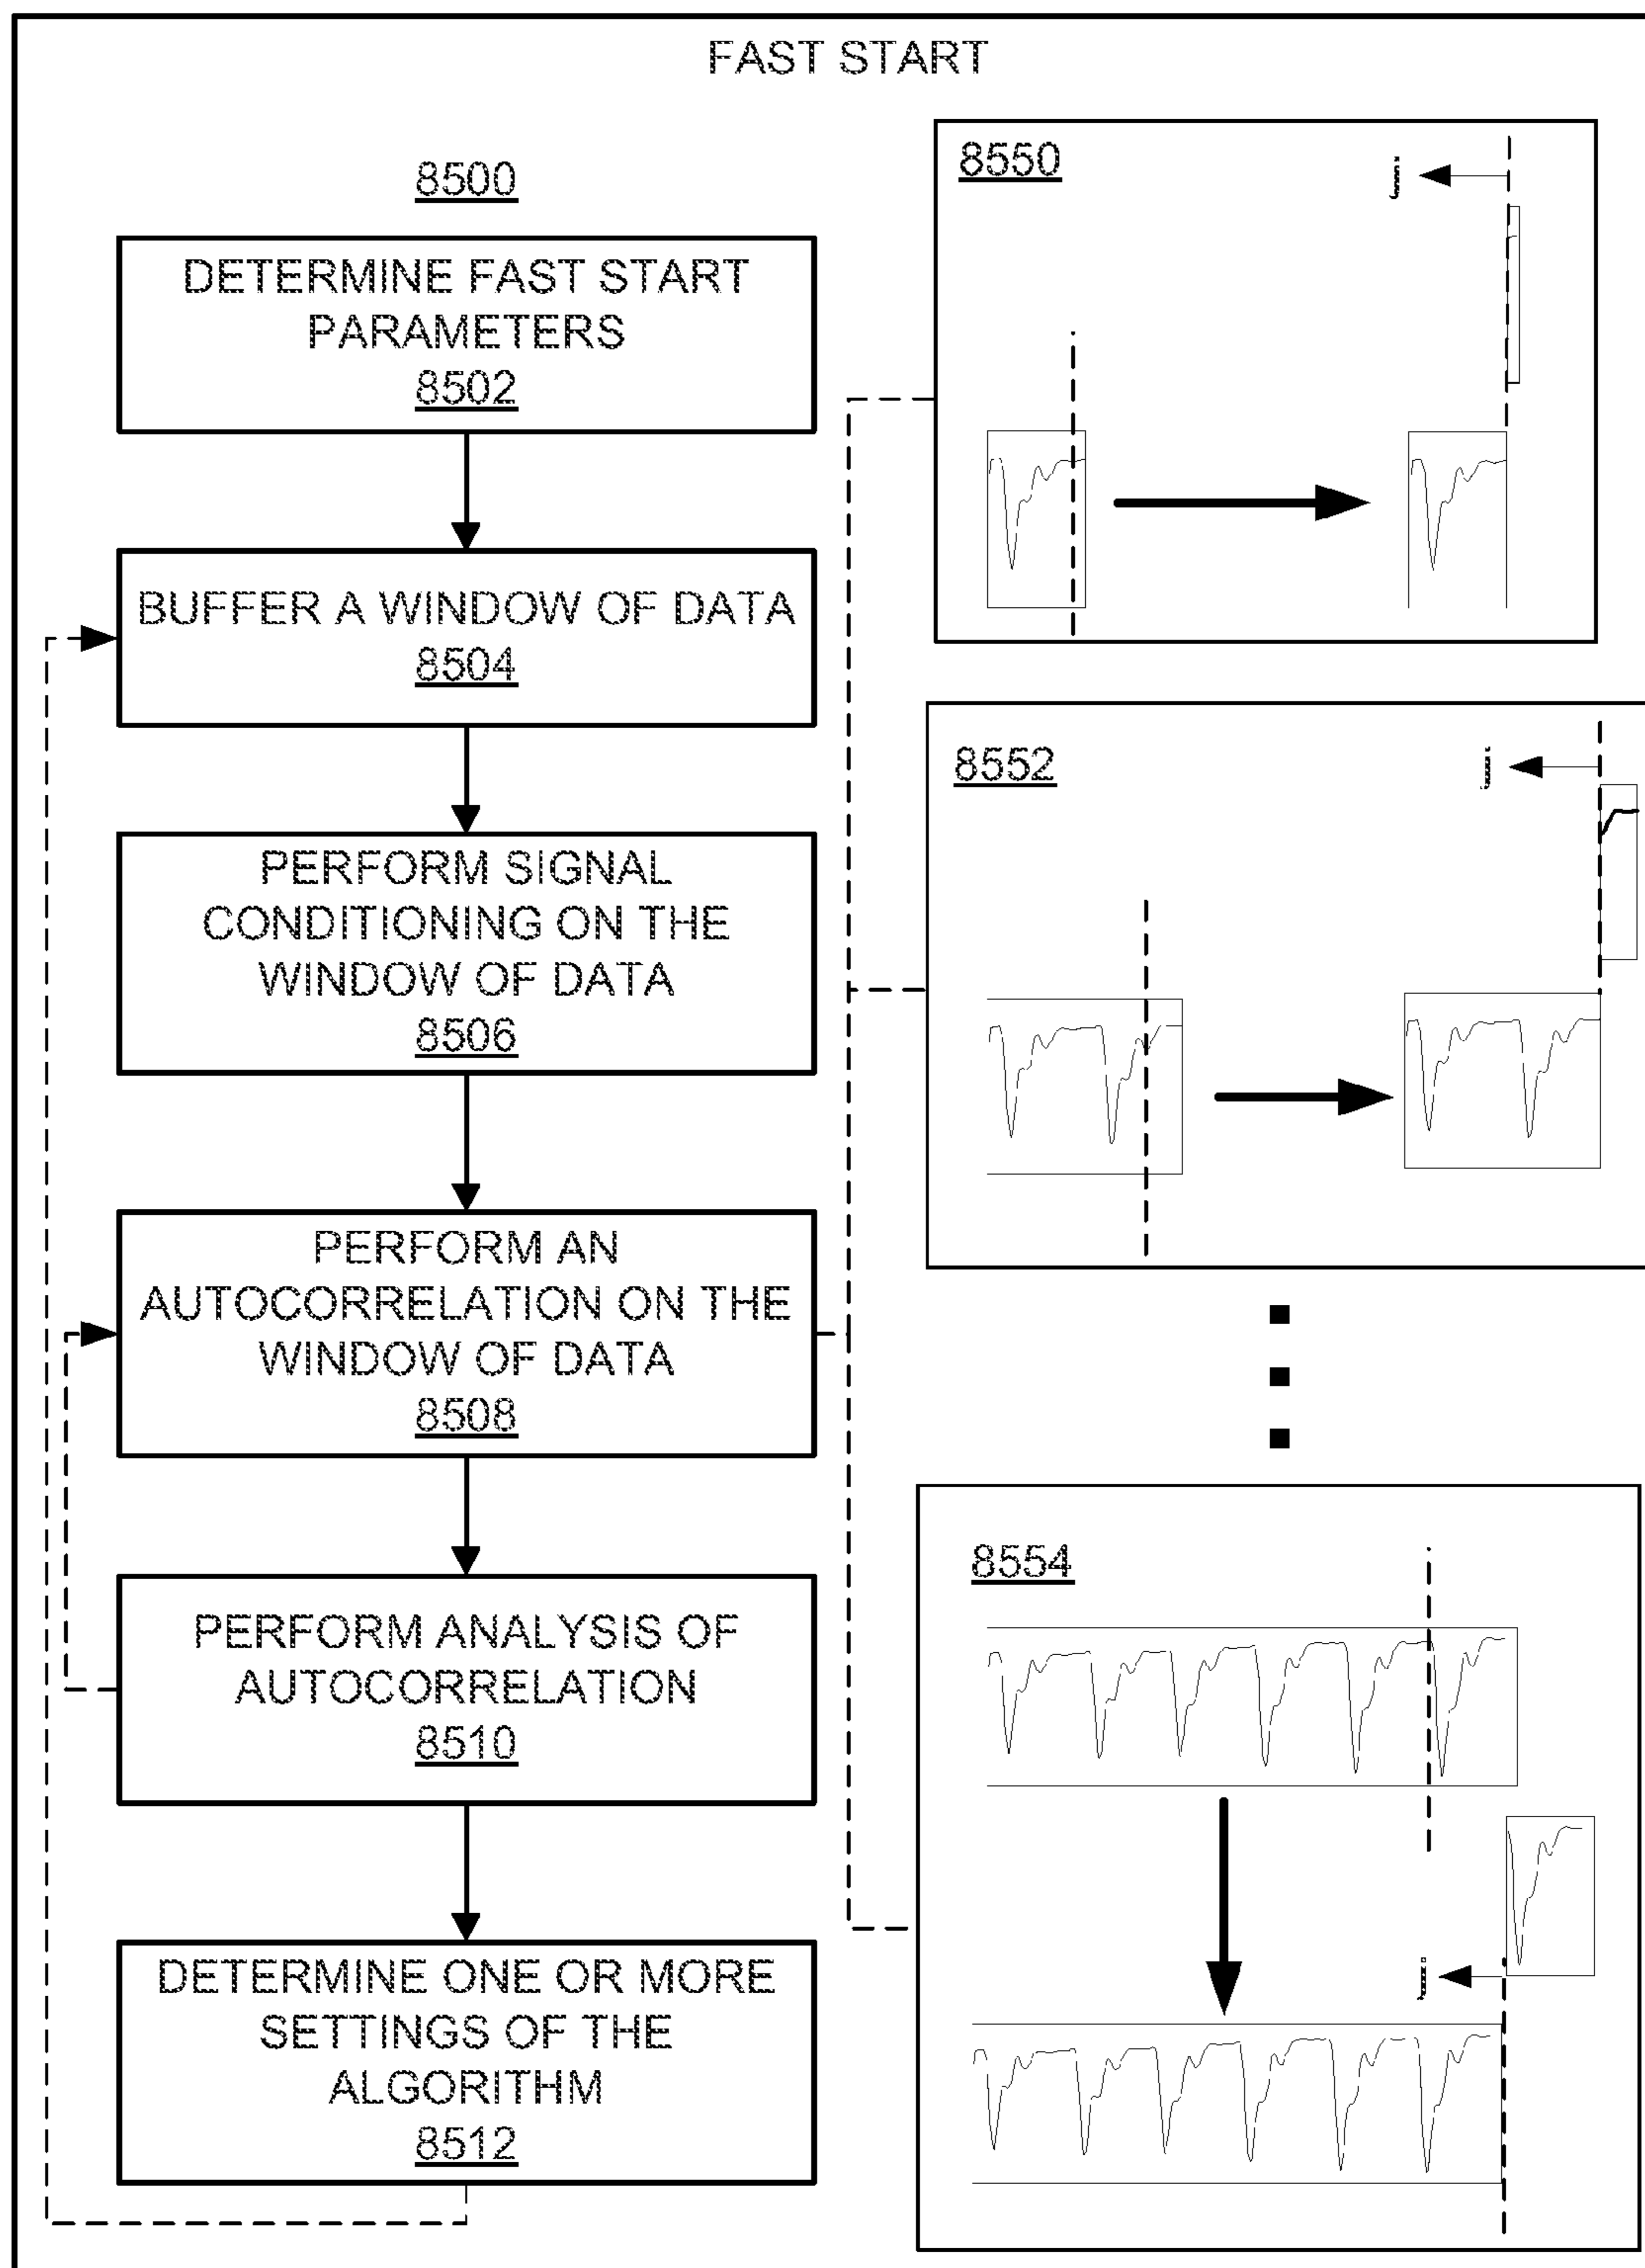 FAST START
8500
DETERMINE FAST START
PARAMETERS
8502
BUFFER A WINDOW OF DATA
8504
PERFORM SIGNAL
CONDITIONING ON THE
WINDOW OF DATA
8506
PERFORM AN
AUTOCORRELATION ON THE
WINDOW OF DATA
8508
PERFORM ANALYSIS OF
AUTOCORRELATION
8510
DETERMINE ONE OR MORE
SETTINGS OF THE
ALGORITHM
8512
8550
8552
8554